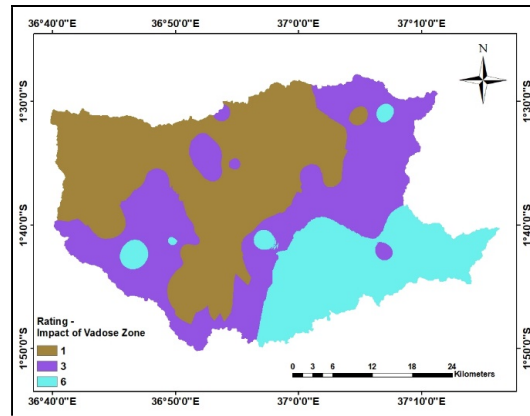 36°40'0"E 36°50'0"E 37°0'0"E 37°10'0"E
N
1°30'0"S 1°30'0"S
1°40'0"S 1°40'0"S
1°50'0"S 1°50'0"S
Rating -
Impact of Vadose Zone
1
3
6
0 3 6 12 18 24
Kilometers
36°40'0"E 36°50'0"E 37°0'0"E 37°10'0"E